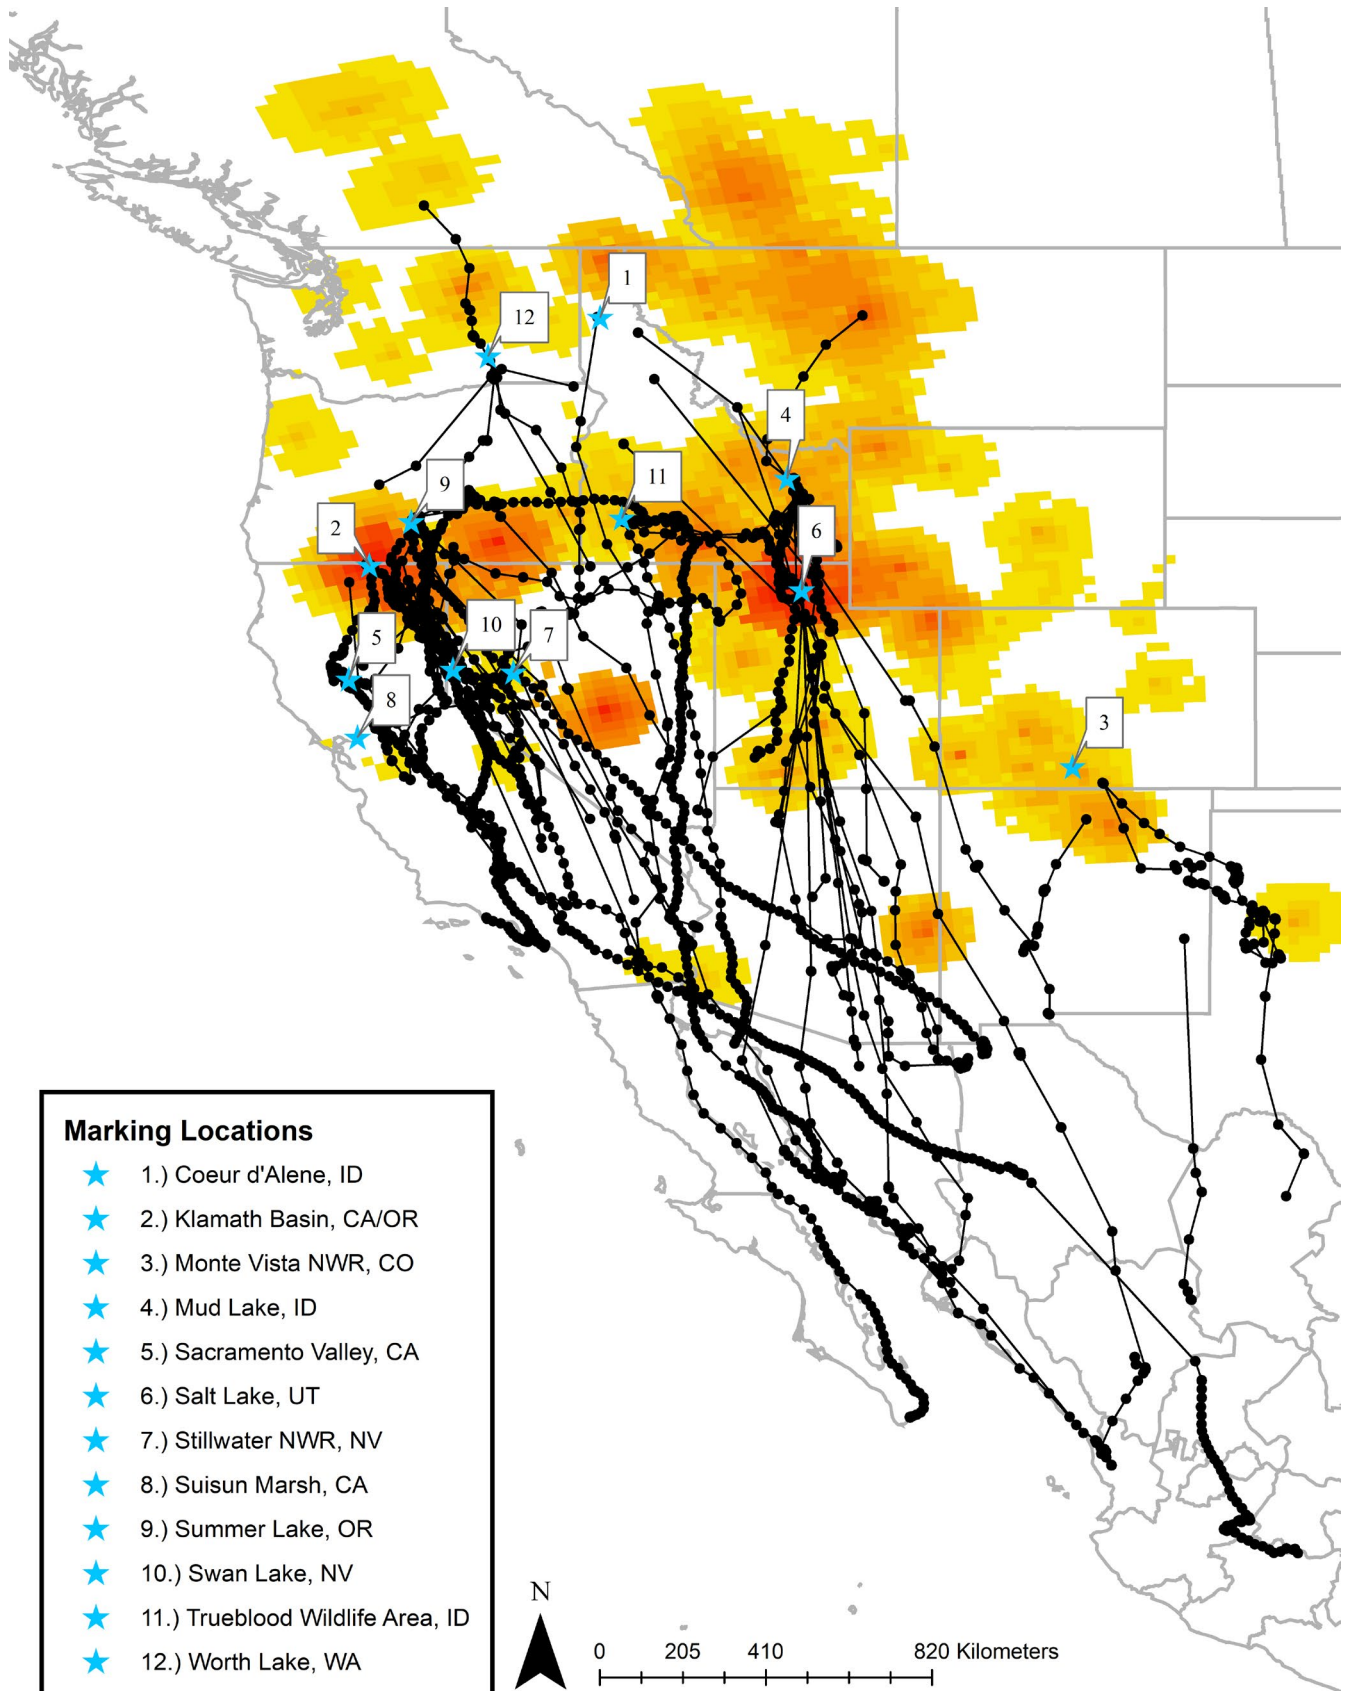 1
12
4
9
11
2
6
10
7
5
8
3
Marking Locations
1.) Coeur d'Alene, ID
2.) Klamath Basin, CA/OR
3.) Monte Vista NWR, CO
4.) Mud Lake, ID
5.) Sacramento Valley, CA
6.) Salt Lake, UT
7.) Stillwater NWR, NV
8.) Suisun Marsh, CA
9.) Summer Lake, OR
10.) Swan Lake, NV
11.) Trueblood Wildlife Area, ID
12.) Worth Lake, WA
N
0 205 410 820 Kilometers